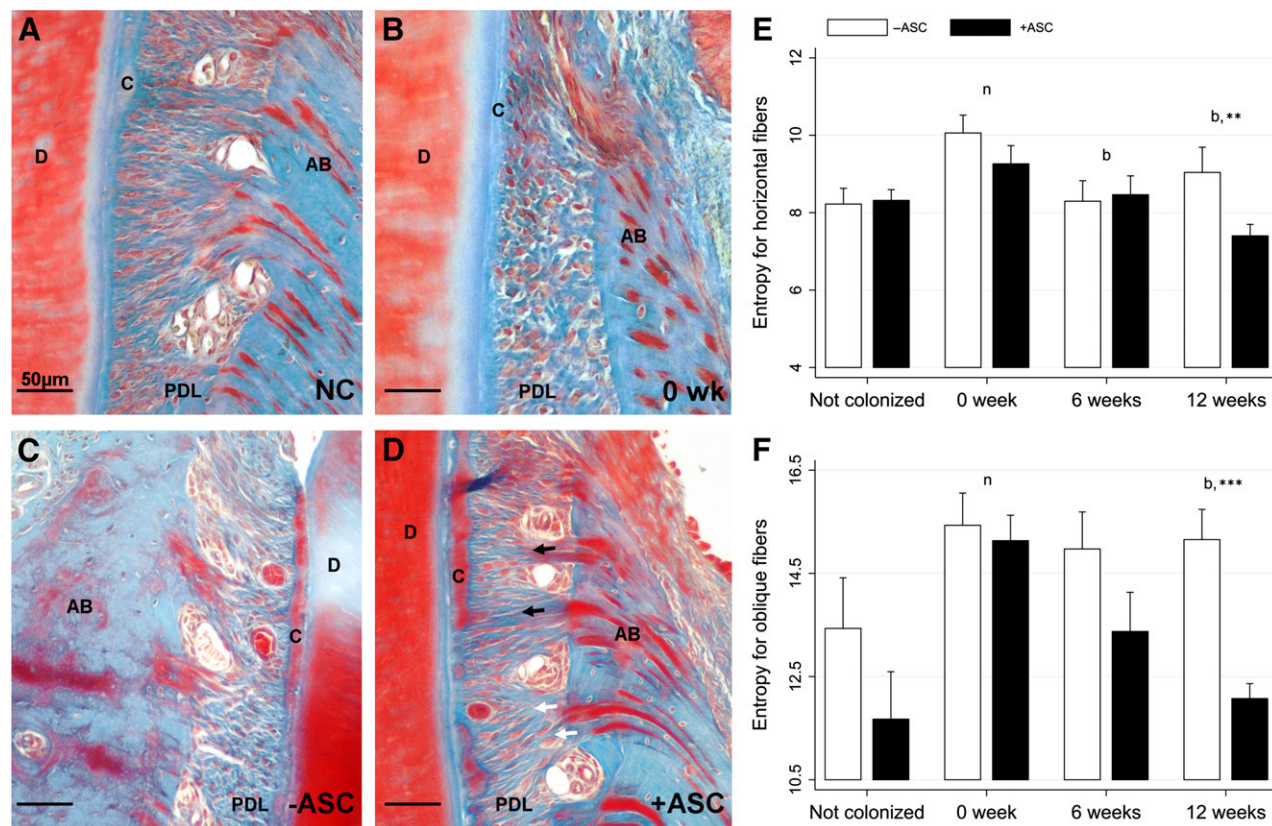 A
C
D
AB
50µm
PDL
NC
B
C
D
AB
PDL
0 wk
C
D
AB
C
PDL
-ASC
D
D
C
AB
PDL
+ASC
E
–ASC
+ASC
Entropy for horizontal fibers
12
10
8
6
4
n
b
b, **
Not colonized
0 week
6 weeks
12 weeks
F
Entropy for oblique fibers
16.5
14.5
12.5
10.5
n
b, ***
Not colonized
0 week
6 weeks
12 weeks